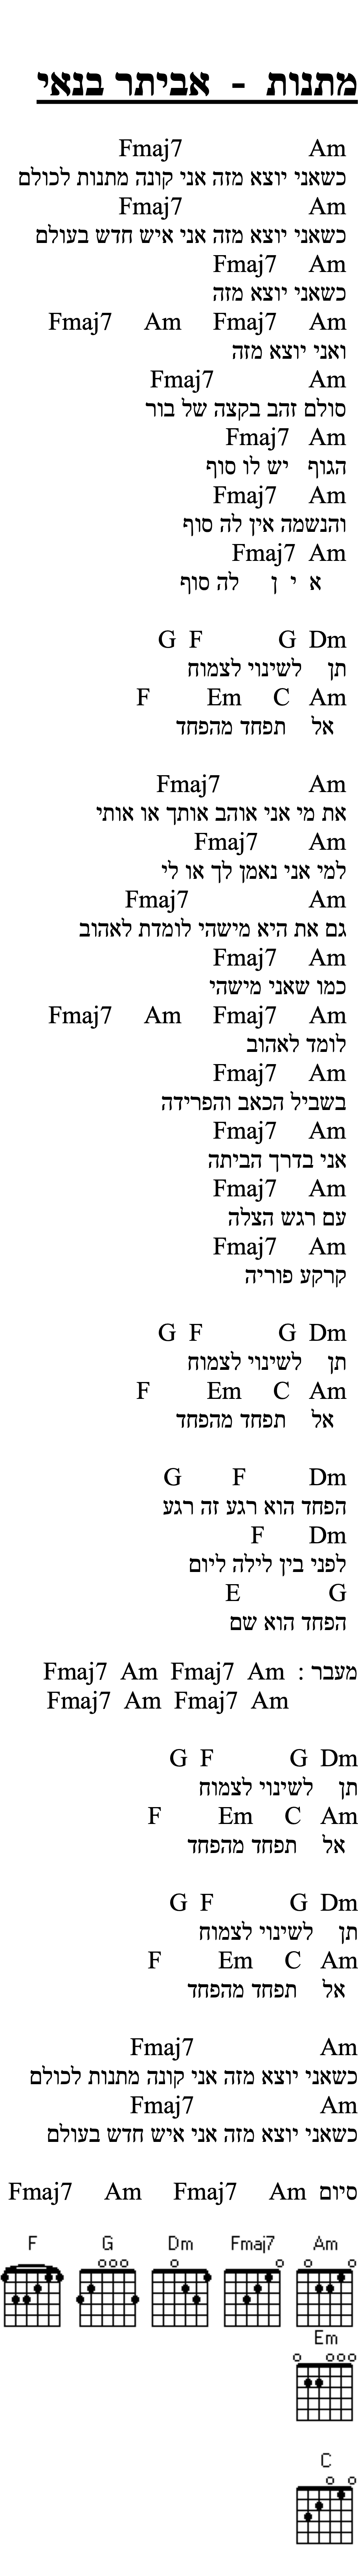 מתנות - אביתר בנאי
Am Fmaj7
כשאני יוצא מזה אני קונה מתנות לכולם
Am Fmaj7
כשאני יוצא מזה אני איש חדש בעולם
Am Fmaj7
כשאני יוצא מזה
Am Fmaj7 Am Fmaj7
ואני יוצא מזה
Am Fmaj7
סולם זהב בקצה של בור
Am Fmaj7
הגוף יש לו סוף
Am Fmaj7
והנשמה אין לה סוף
Am Fmaj7
א י ן לה סוף
Dm G F G
תן לשינוי לצמוח
Am C Em F
אל תפחד מהפחד
Am Fmaj7
את מי אני אוהב אותך או אותי
Am Fmaj7
למי אני נאמן לך או לי
Am Fmaj7
גם את היא מישהי לומדת לאהוב
Am Fmaj7
כמו שאני מישהי
Am Fmaj7 Am Fmaj7
לומד לאהוב
Am Fmaj7
בשביל הכאב והפרידה
Am Fmaj7
אני בדרך הביתה
Am Fmaj7
עם רגש הצלה
Am Fmaj7
קרקע פוריה
Dm G F G
תן לשינוי לצמוח
Am C Em F
אל תפחד מהפחד
Dm F G
הפחד הוא רגע זה רגע
Dm F
לפני בין לילה ליום
G E
הפחד הוא שם
מעבר : Am Fmaj7 Am Fmaj7
Am Fmaj7 Am Fmaj7
Dm G F G
תן לשינוי לצמוח
Am C Em F
אל תפחד מהפחד
Dm G F G
תן לשינוי לצמוח
Am C Em F
אל תפחד מהפחד
Am Fmaj7
כשאני יוצא מזה אני קונה מתנות לכולם
Am Fmaj7
כשאני יוצא מזה אני איש חדש בעולם
סיום Am Fmaj7 Am Fmaj7
Am Fmaj7 Dm G F
Em
C